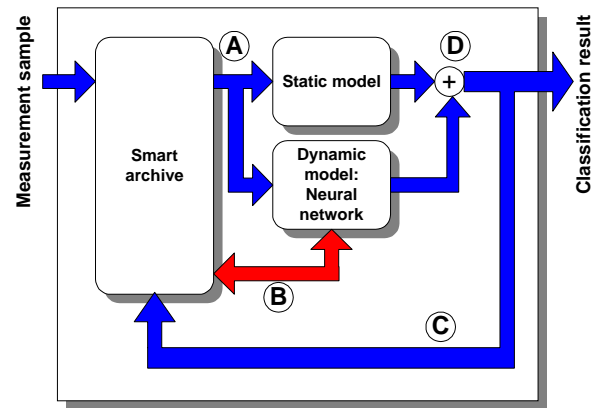 Measurement sample
A
Static model
D
+
Classification result
Smart
archive
Dynamic
model:
Neural
network
B
C